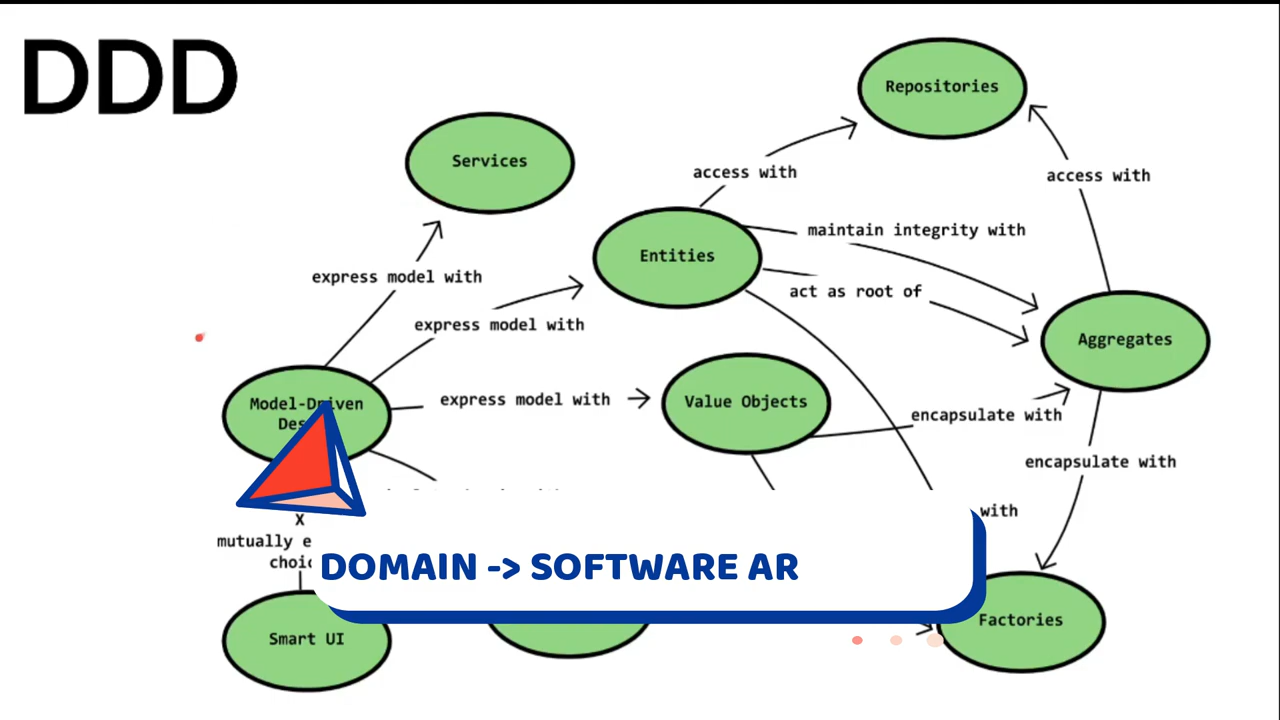 DDD
Repositories
Services
access with
access with
maintain integrity with
Entities
express model with
act as root of
express model with
Aggregates
express model with
Value Objects
Model-Driven
encapsulate with
encapsulate with
X
with
mutually e
DOMAIN -> SOFTWARE AR
Factories
Smart UI